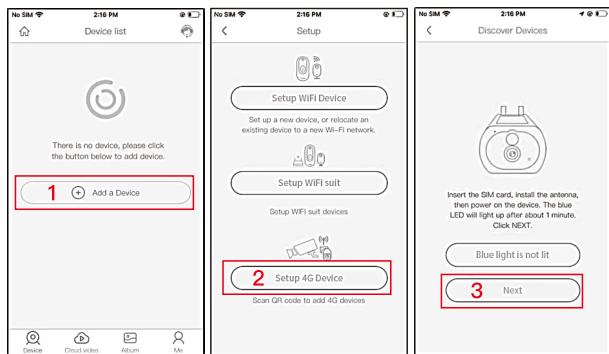 No SIM 2:16 PM
Device list
There is no device, please click
the button below to add device.
1 Add a Device
Device Cloud video Album Me
No SIM 2:16 PM
Setup
Setup WiFi Device
Set up a new device, or relocate an
existing device to a new Wi-Fi network.
Setup WiFi suit
Setup WIFI suit devices
2 Setup 4G Device
Scan QR code to add 4G devices
No SIM 2:16 PM
Discover Devices
Insert the SIM card, install the antenna,
then power on the device. The blue
LED will light up after about 1 minute.
Click NEXT.
Blue light is not lit
3 Next